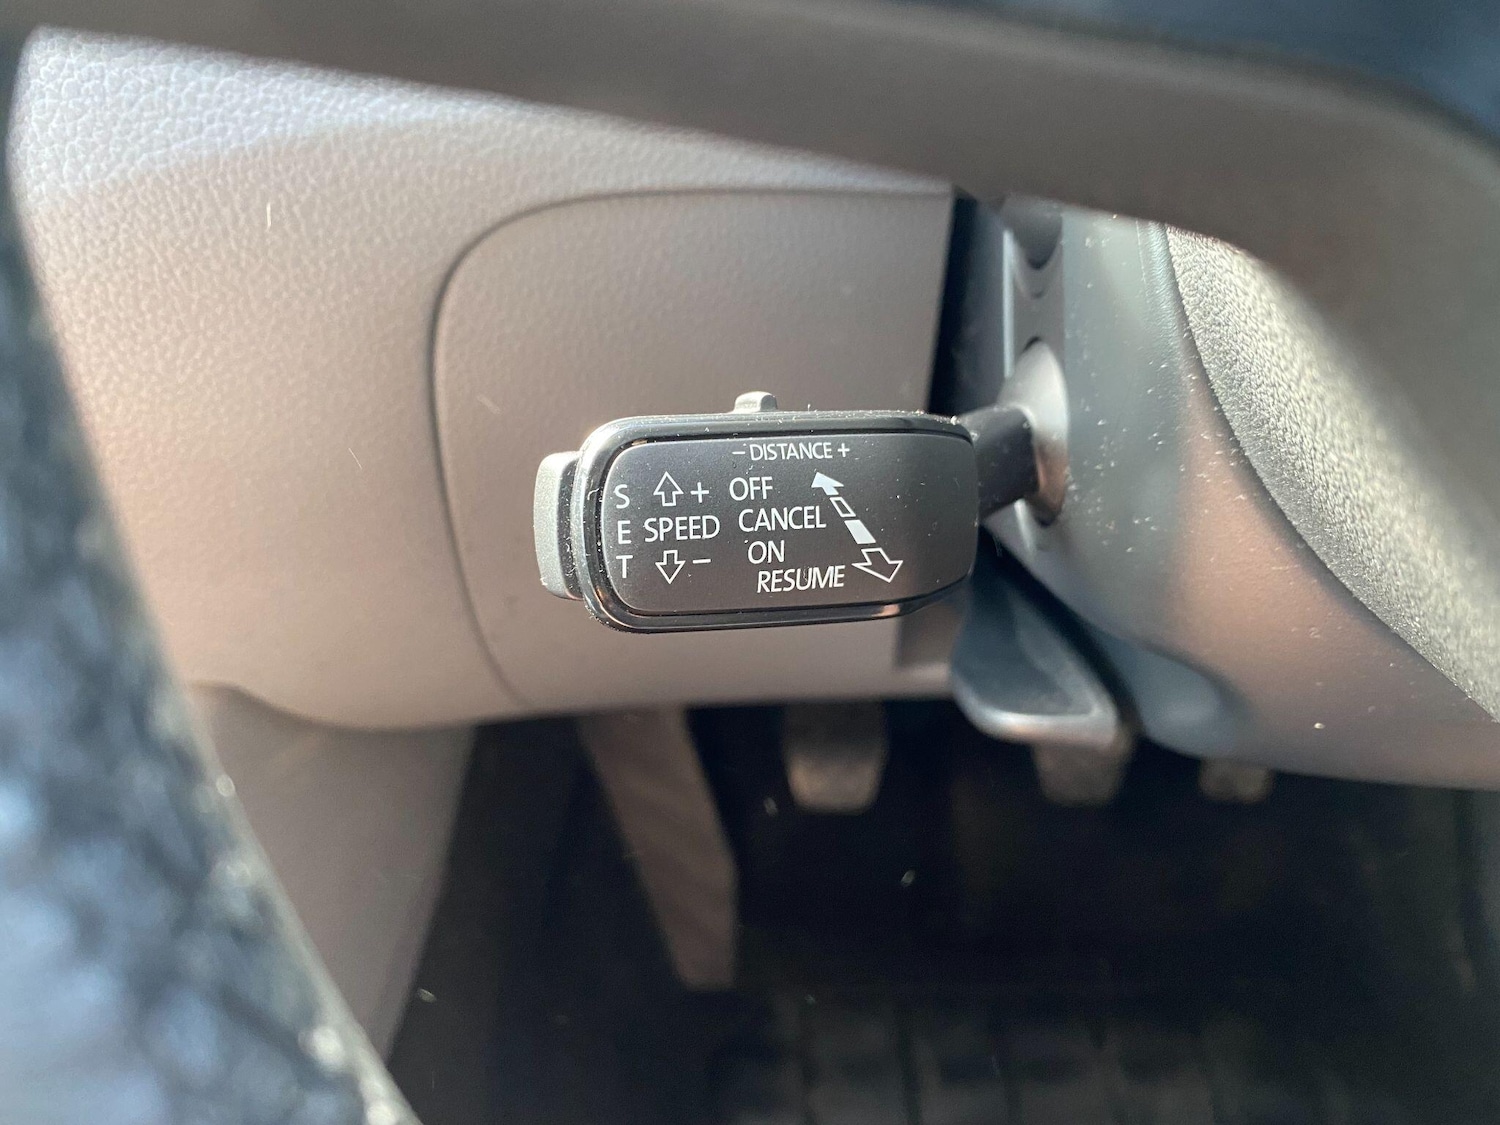 − DISTANCE +
S + OFF
E SPEED CANCEL
T − ON
RESUME